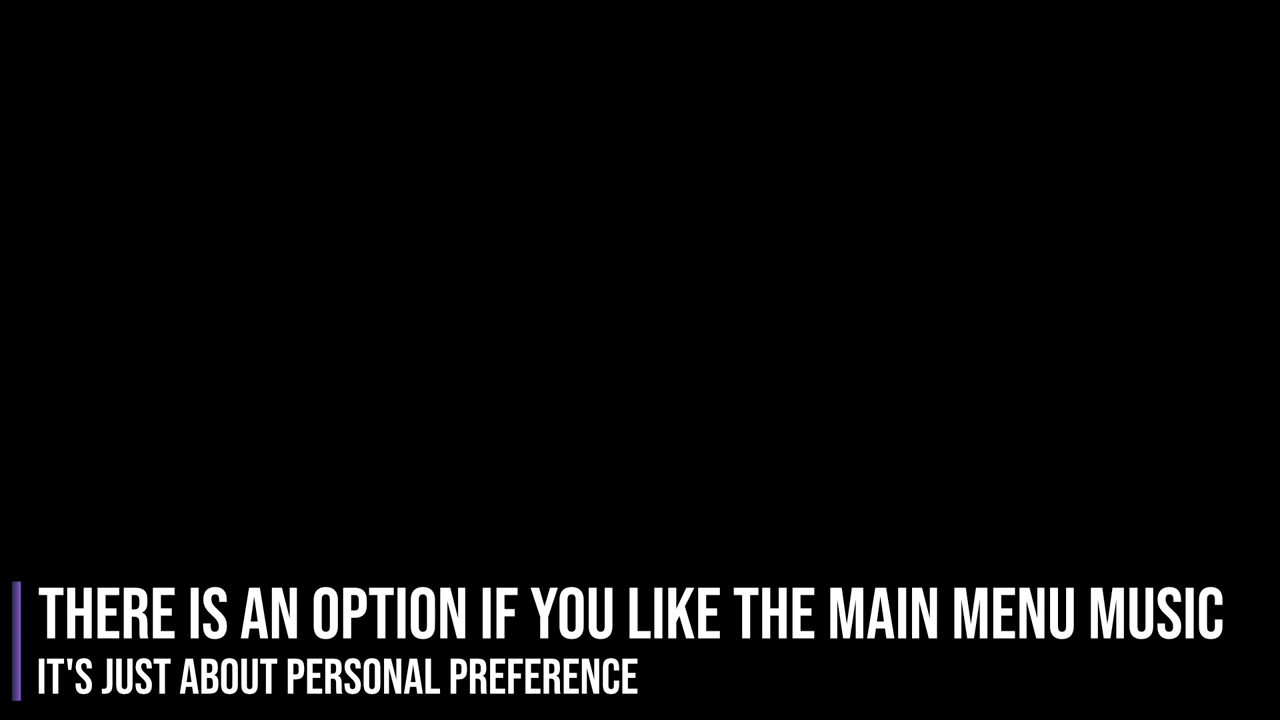 THERE IS AN OPTION IF YOU LIKE THE MAIN MENU MUSIC
IT'S JUST ABOUT PERSONAL PREFERENCE